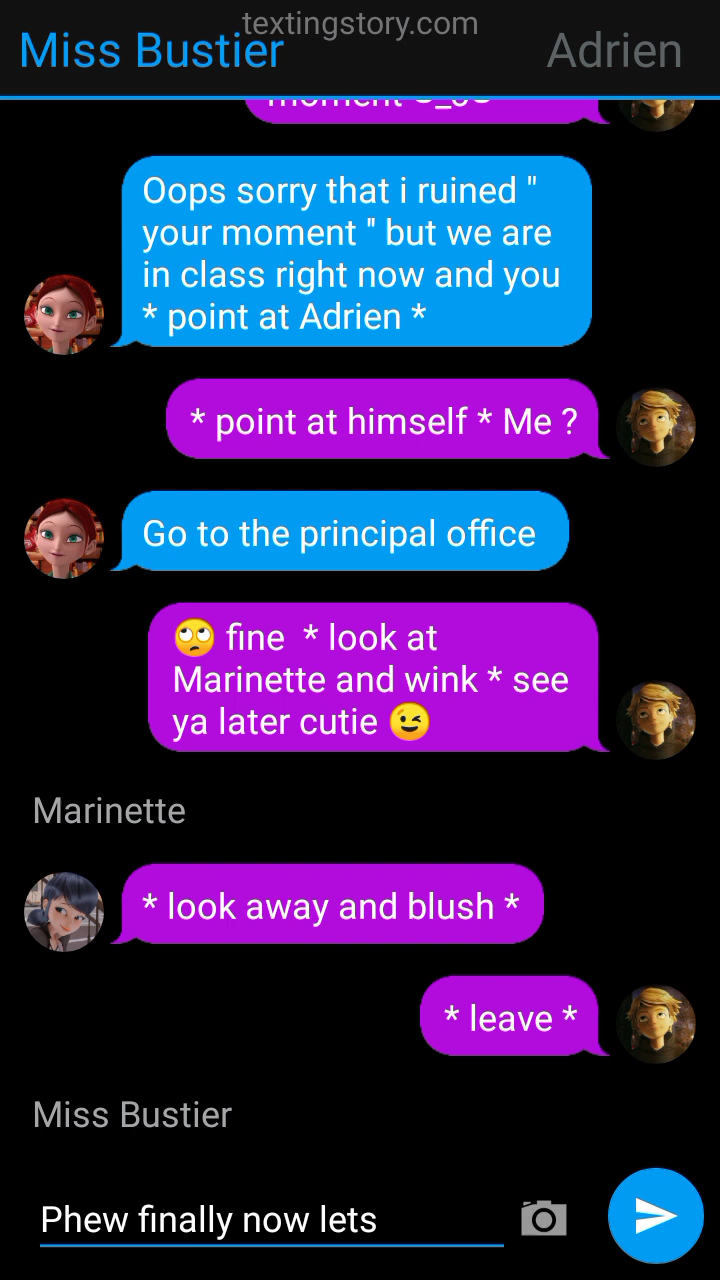 textingstory.com
Miss Bustier
Adrien
moment
Oops sorry that i ruined "
your moment " but we are
in class right now and you
* point at Adrien *
* point at himself * Me ?
Go to the principal office
🙄 fine * look at
Marinette and wink * see
ya later cutie 😉
Marinette
* look away and blush *
* leave *
Miss Bustier
Phew finally now lets